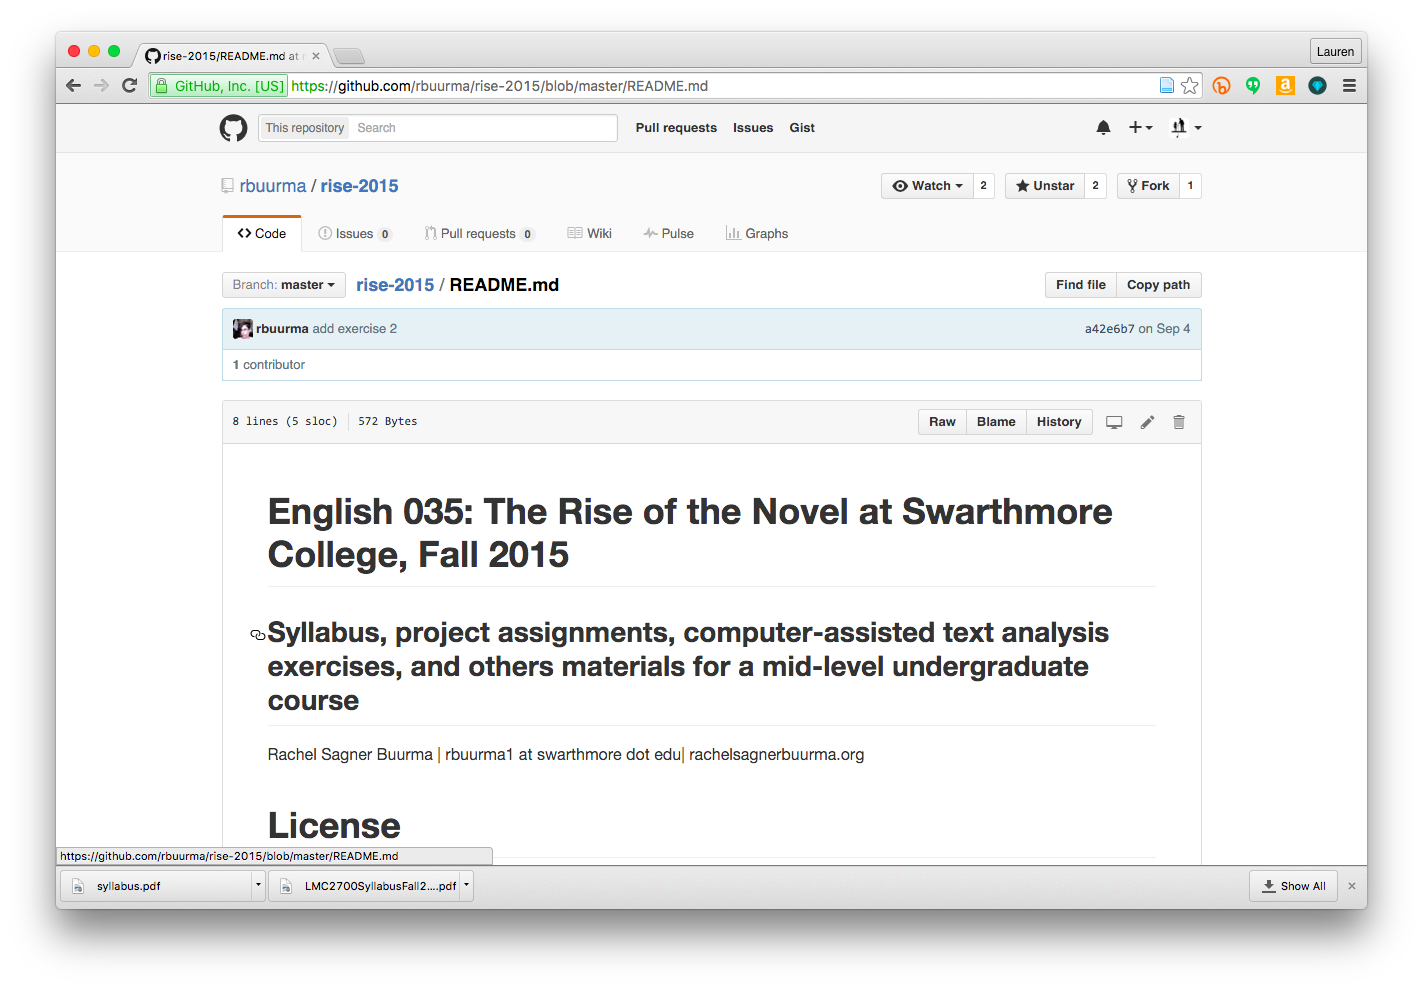 rise-2015/README.md at
Lauren
GitHub, Inc. [US] https://github.com/rbuurma/rise-2015/blob/master/README.md
This repository Search Pull requests Issues Gist
rbuurma / rise-2015 Watch 2 Unstar 2 Fork 1
Code Issues 0 Pull requests 0 Wiki Pulse Graphs
Branch: master rise-2015 / README.md Find file Copy path
rbuurma add exercise 2 a42e6b7 on Sep 4
1 contributor
8 lines (5 sloc) 572 Bytes Raw Blame History
English 035: The Rise of the Novel at Swarthmore
College, Fall 2015
Syllabus, project assignments, computer-assisted text analysis
exercises, and others materials for a mid-level undergraduate
course
Rachel Sagner Buurma | rbuurma1 at swarthmore dot edu| rachelsagnerbuurma.org
License
https://github.com/rbuurma/rise-2015/blob/master/README.md
syllabus.pdf LMC2700SyllabusFall2....pdf Show All